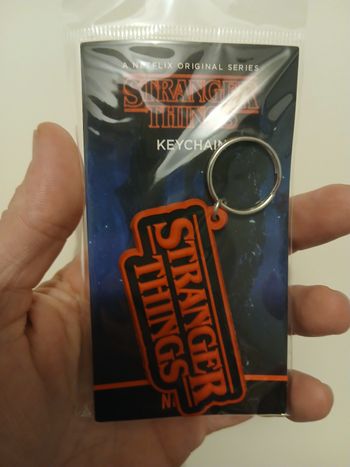 A NETFLIX ORIGINAL SERIES
STRANGER
THINGS
KEYCHAIN
STRANGER
THINGS
N